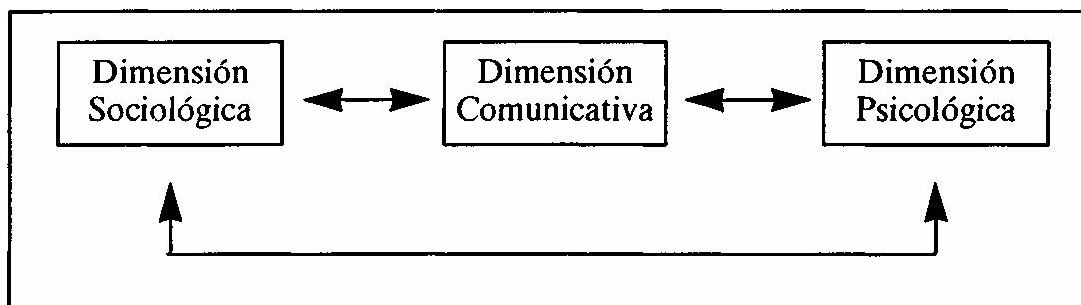 Dimensión
Sociológica
Dimensión
Comunicativa
Dimensión
Psicológica